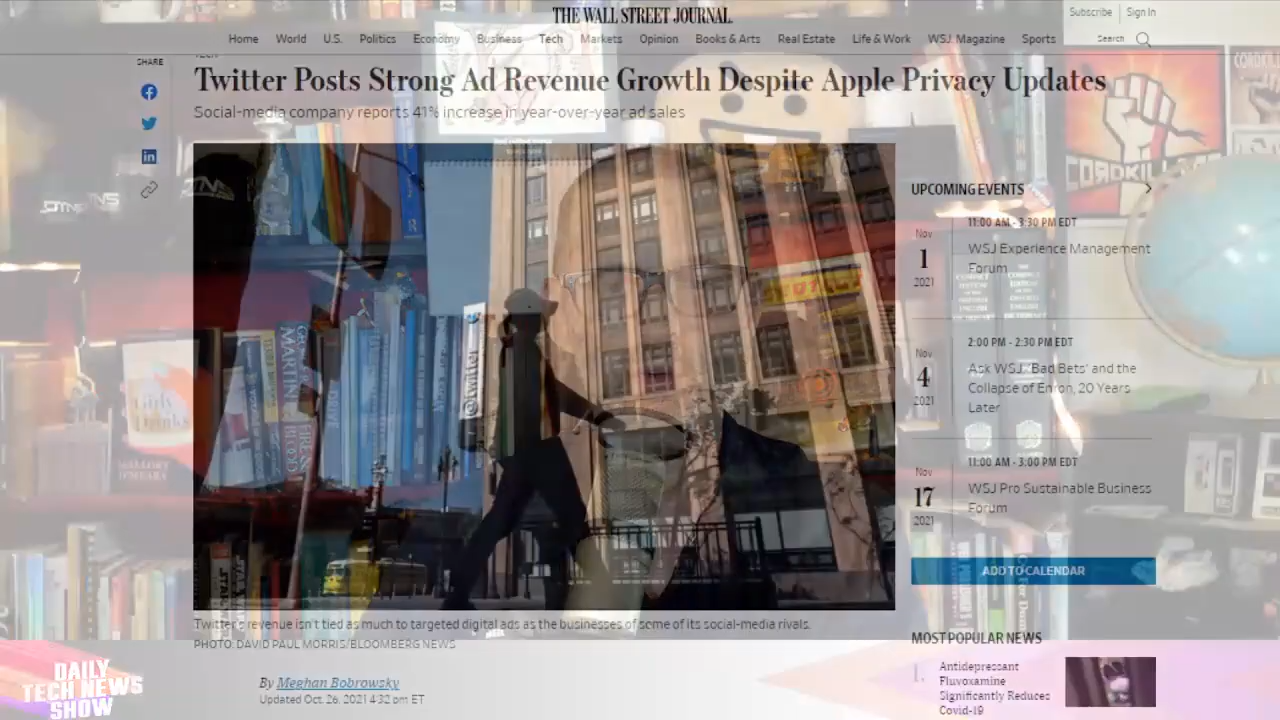 THE WALL STREET JOURNAL.
Subscribe
Sign In
Home
World
U.S.
Politics
Economy
Business
Tech
Markets
Opinion
Books & Arts
Real Estate
Life & Work
WSJ. Magazine
Sports
Search
SHARE
TECH
Twitter Posts Strong Ad Revenue Growth Despite Apple Privacy Updates
Social-media company reports 41% increase in year-over-year ad sales
CORDKILL
UPCOMING EVENTS
Nov
1
2021
11:00 AM - 3:30 PM EDT
WSJ Experience Management
Forum
Nov
4
2021
2:00 PM - 2:30 PM EDT
Ask WSJ: 'Bad Bets' and the
Collapse of Enron, 20 Years
Later
Nov
17
2021
11:00 AM - 3:00 PM EDT
WSJ Pro Sustainable Business
Forum
ADD TO CALENDAR
MOST POPULAR NEWS
1.
Antidepressant
Fluvoxamine
Significantly Reduces
Covid-19
Twitter's revenue isn't tied as much to targeted digital ads as the businesses of some of its social-media rivals.
PHOTO: DAVID PAUL MORRIS/BLOOMBERG NEWS
By Meghan Bobrowsky
Updated Oct. 26, 2021 4:32 pm ET
DAILY
TECH NEWS
SHOW